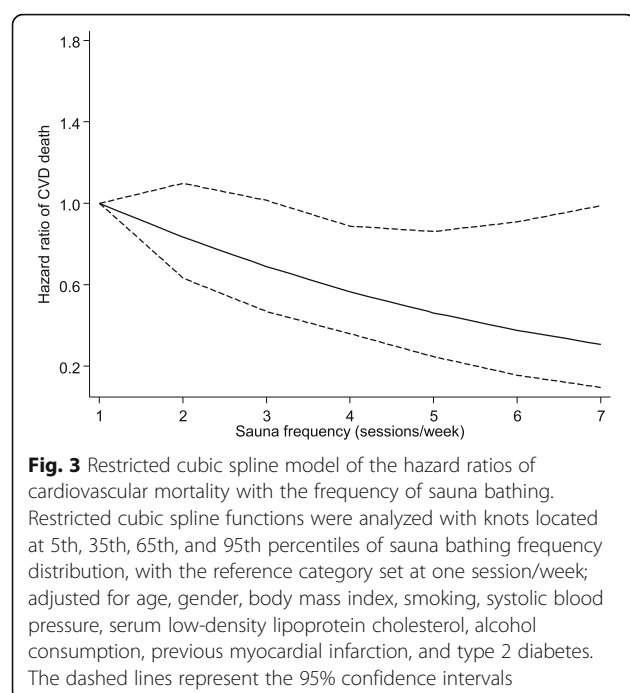 1.8
1.4
1.0
0.6
0.2
Hazard ratio of CVD death
1 2 3 4 5 6 7
Sauna frequency (sessions/week)
Fig. 3 Restricted cubic spline model of the hazard ratios of
cardiovascular mortality with the frequency of sauna bathing.
Restricted cubic spline functions were analyzed with knots located
at 5th, 35th, 65th, and 95th percentiles of sauna bathing frequency
distribution, with the reference category set at one session/week;
adjusted for age, gender, body mass index, smoking, systolic blood
pressure, serum low-density lipoprotein cholesterol, alcohol
consumption, previous myocardial infarction, and type 2 diabetes.
The dashed lines represent the 95% confidence intervals